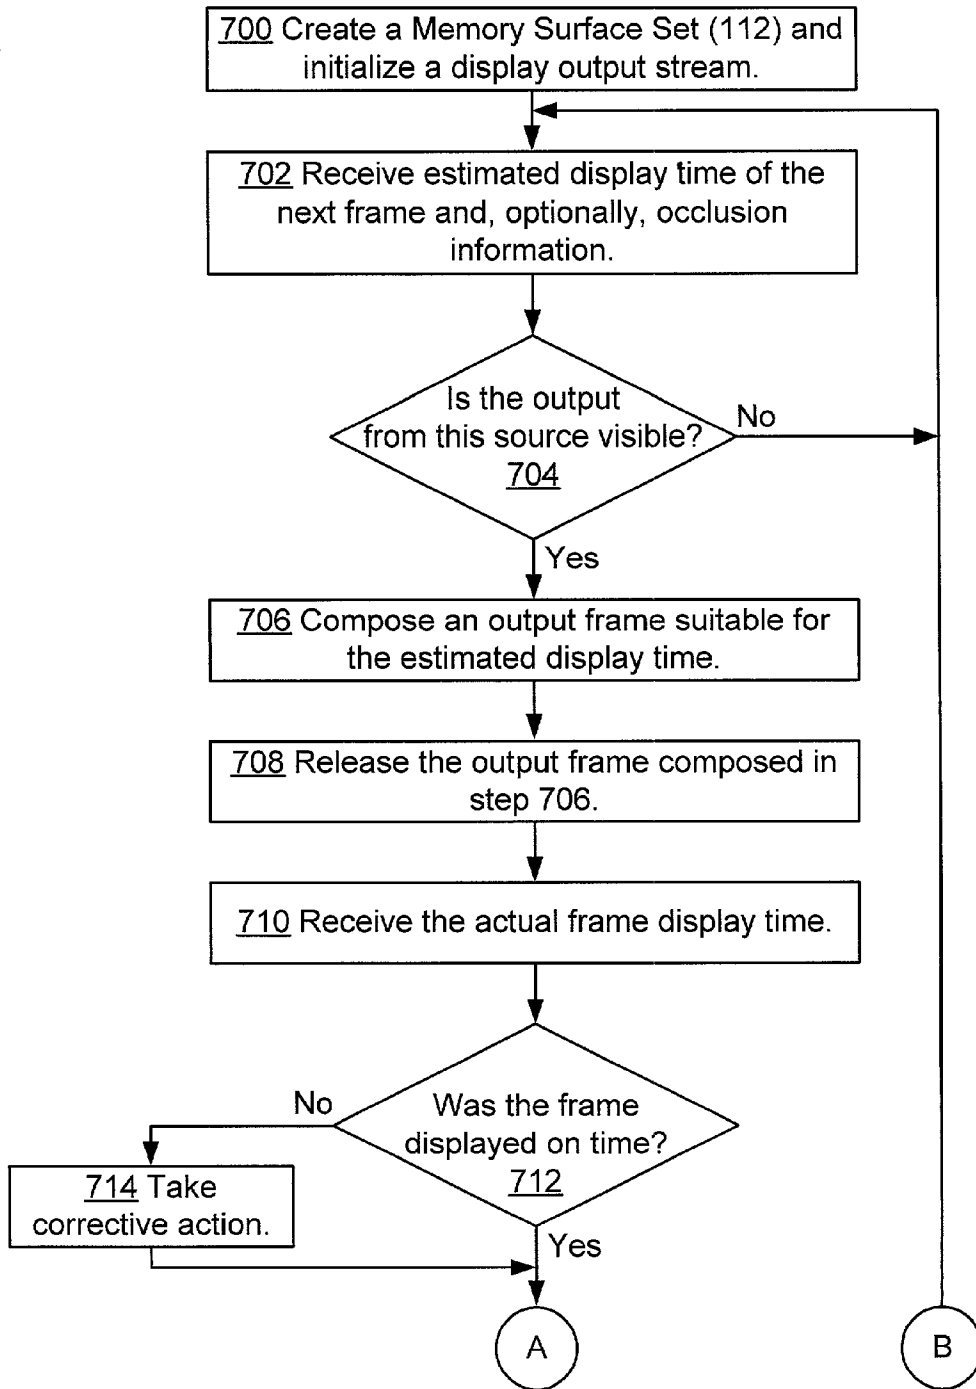 700 Create a Memory Surface Set (112) and
initialize a display output stream.
702 Receive estimated display time of the
next frame and, optionally, occlusion
information.
Is the output
from this source visible?
704
No
Yes
706 Compose an output frame suitable for
the estimated display time.
708 Release the output frame composed in
step 706.
710 Receive the actual frame display time.
No
Was the frame
displayed on time?
712
714 Take
corrective action.
Yes
A
B